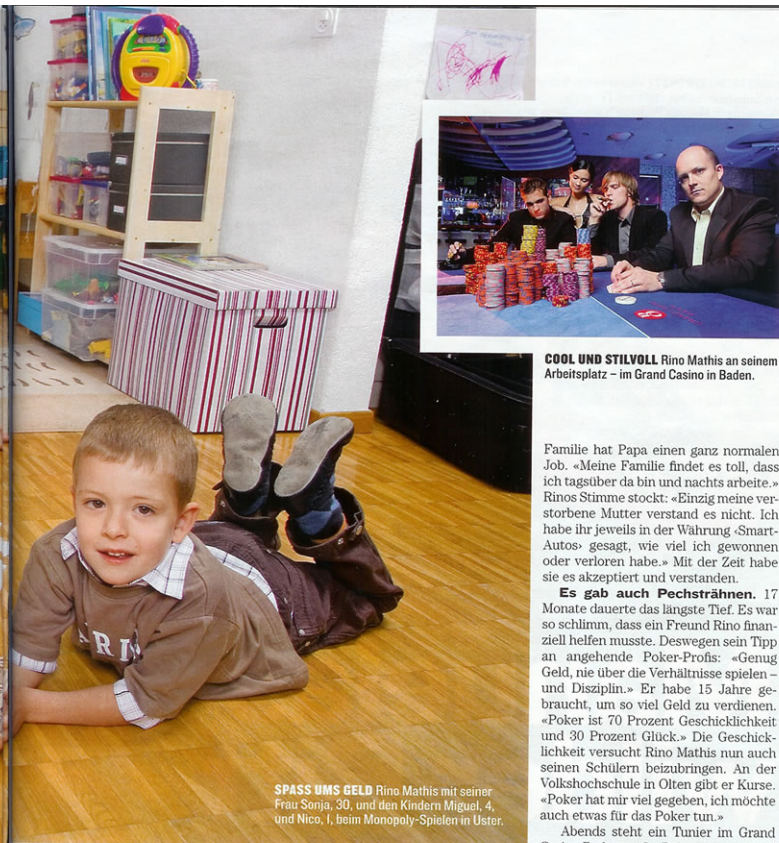 COOL UND STILVOLL Rino Mathis an seinem
Arbeitsplatz – im Grand Casino in Baden.
Familie hat Papa einen ganz normalen
Job. «Meine Familie findet es toll, dass
ich tagsüber da bin und nachts arbeite.»
Rinos Stimme stockt: «Einzig meine ver-
storbene Mutter verstand es nicht. Ich
habe ihr jeweils in der Währung ‹Smart-
Autos› gesagt, wie viel ich gewonnen
oder verloren habe.» Mit der Zeit habe
sie es akzeptiert und verstanden.
Es gab auch Pechsträhnen. 17
Monate dauerte das längste Tief. Es war
so schlimm, dass ein Freund Rino finan-
ziell helfen musste. Deswegen sein Tipp
an angehende Poker-Profis: «Genug
Geld, nie über die Verhältnisse spielen –
und Disziplin.» Er habe 15 Jahre ge-
braucht, um so viel Geld zu verdienen.
«Poker ist 70 Prozent Geschicklichkeit
und 30 Prozent Glück.» Die Geschick-
lichkeit versucht Rino Mathis nun auch
seinen Schülern beizubringen. An der
Volkshochschule in Olten gibt er Kurse.
«Poker hat mir viel gegeben, ich möchte
auch etwas für das Poker tun.»
Abends steht ein Tunier im Grand
SPASS UMS GELD Rino Mathis mit seiner
Frau Sonja, 30, und den Kindern Miguel, 4,
und Nico, 1, beim Monopoly-Spielen in Uster.